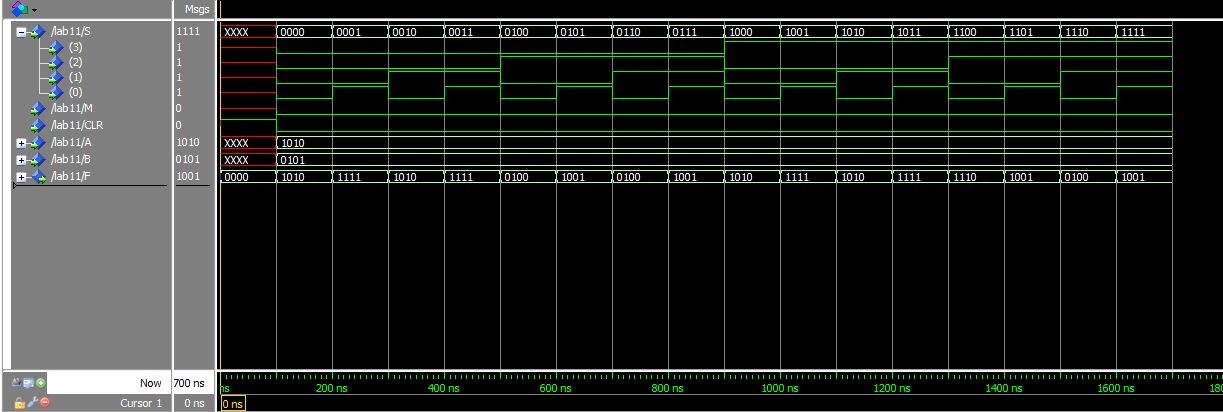 Msgs
/lab11/S 1111 XXXX 0000 0001 0010 0011 0100 0101 0110 0111 1000 1001 1010 1011 1100 1101 1110 1111
(3) 1
(2) 1
(1) 1
(0) 1
/lab11/M 0
/lab11/CLR 0
/lab11/A 1010 XXXX 1010
/lab11/B 0101 XXXX 0101
/lab11/F 1001 0000 1010 1111 1010 1111 0100 1001 0100 1001 1010 1111 1010 1111 1110 1001 0100 1001
Now 700 ns ns 200 ns 400 ns 600 ns 800 ns 1000 ns 1200 ns 1400 ns 1600 ns 180
Cursor 1 0 ns 0 ns